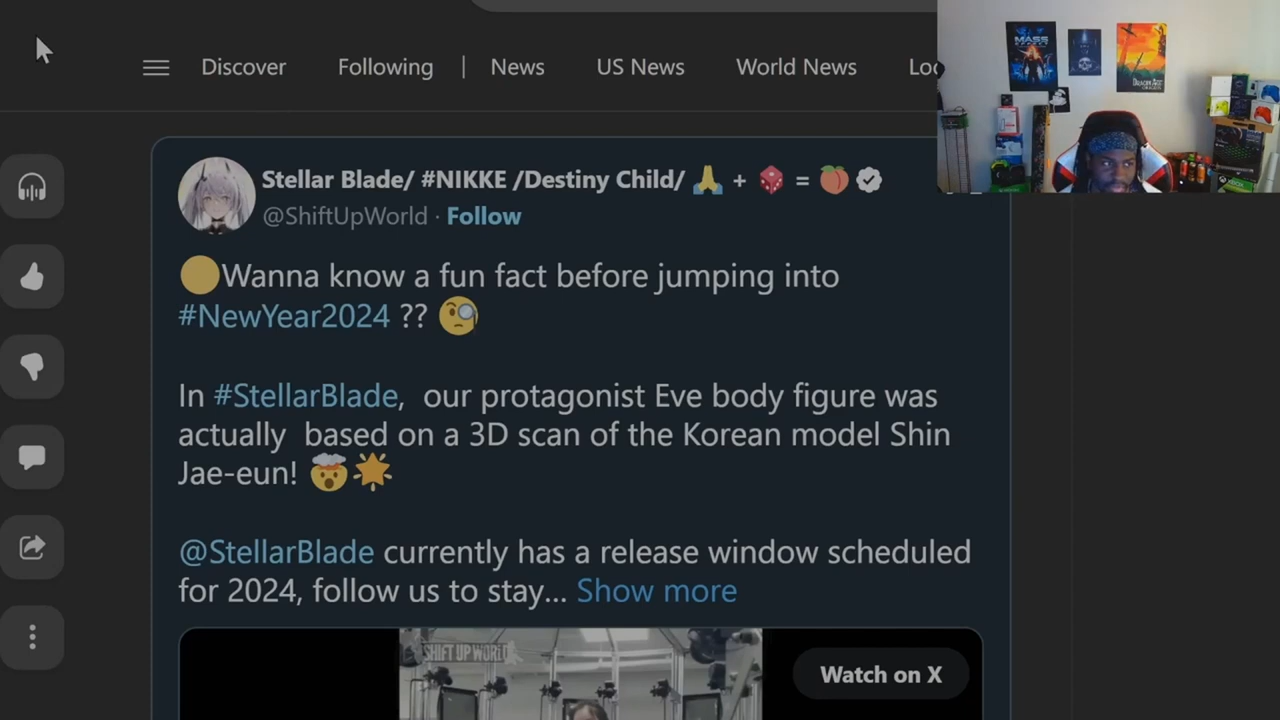 Discover
Following
News
US News
World News
Stellar Blade/ #NIKKE /Destiny Child/ 🙏 + 🎲 = 🍑
@ShiftUpWorld · Follow
🟡Wanna know a fun fact before jumping into
#NewYear2024 ?? 🧐
In #StellarBlade,  our protagonist Eve body figure was
actually  based on a 3D scan of the Korean model Shin
Jae-eun! 🤯🌟
@StellarBlade currently has a release window scheduled
for 2024, follow us to stay... Show more
SHIFT UP WORLD
Watch on X
MASS
XBOX